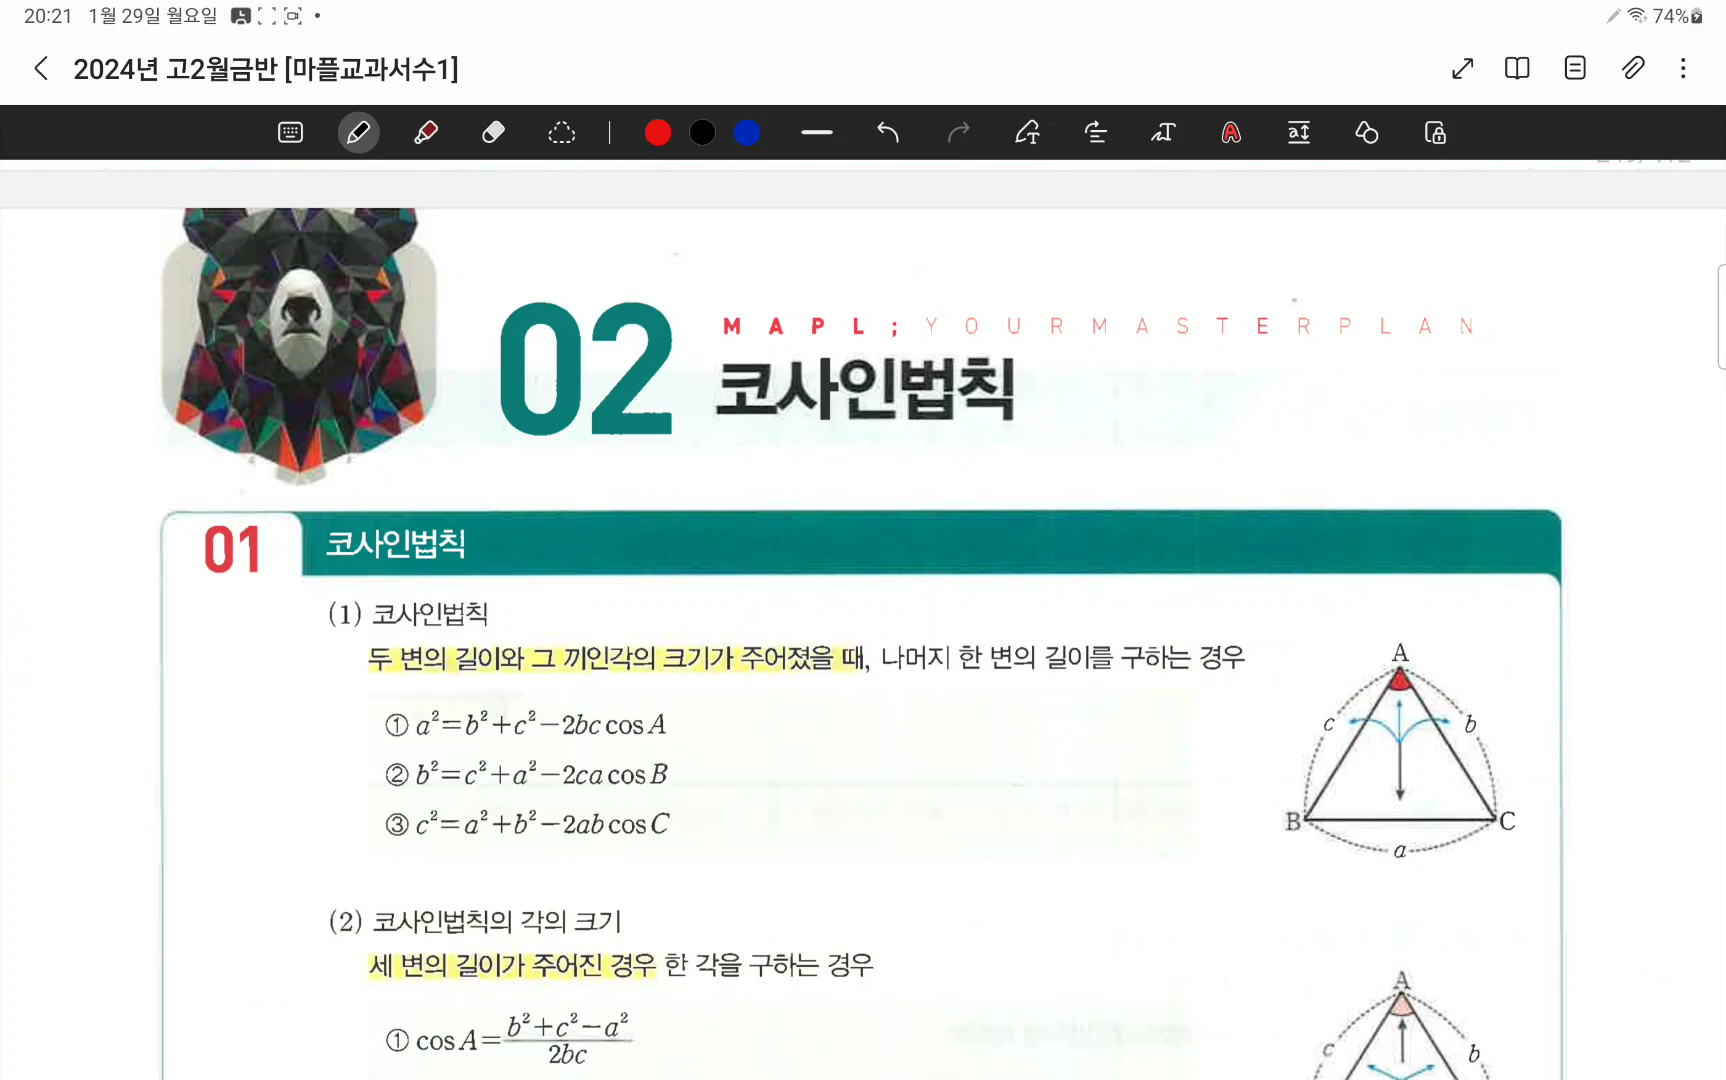 20:21 1월 29일 월요일
74%
2024년 고2월금반 [마플교과서수1]
02
MAPL;YOURMASTERPLAN
코사인법칙
01 코사인법칙
(1) 코사인법칙
두 변의 길이와 그 끼인각의 크기가 주어졌을 때, 나머지 한 변의 길이를 구하는 경우
① a²=b²+c²−2bc cos A
② b²=c²+a²−2ca cos B
③ c²=a²+b²−2ab cos C
A
c
b
B
C
a
(2) 코사인법칙의 각의 크기
세 변의 길이가 주어진 경우 한 각을 구하는 경우
① cos A=(b²+c²−a²)/2bc
A
c
b